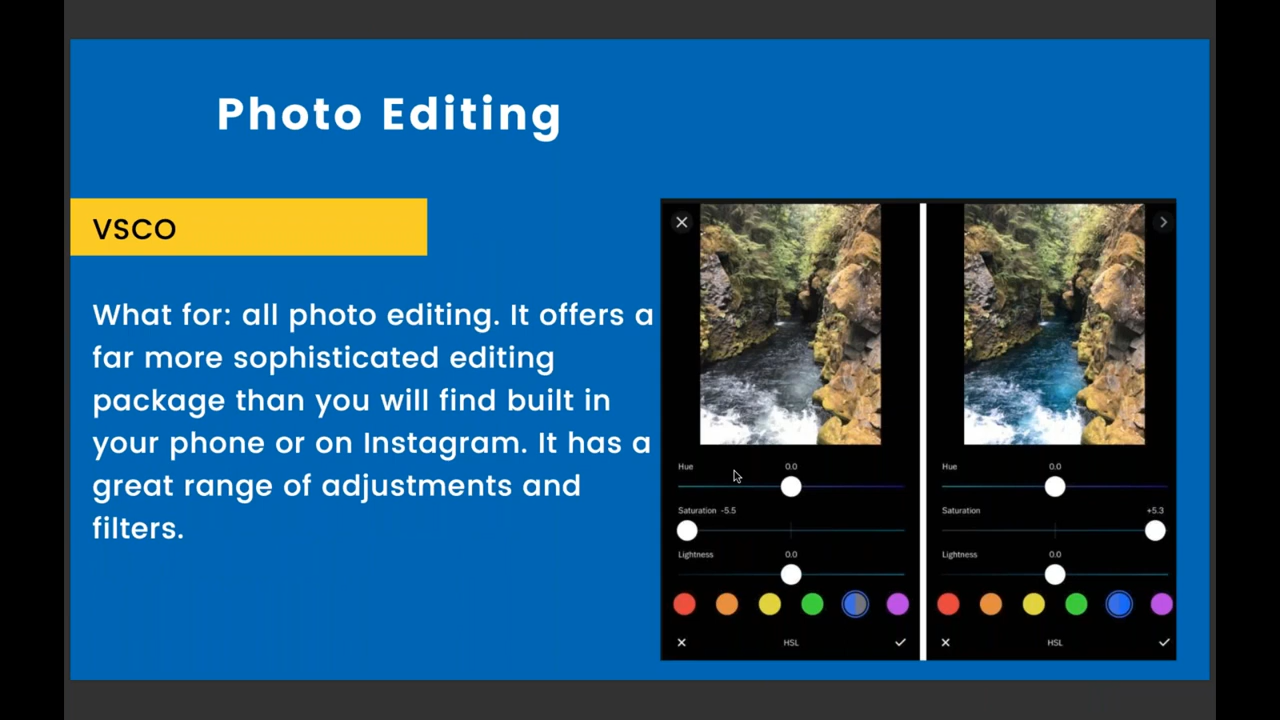 Photo Editing
VSCO
What for: all photo editing. It offers a
far more sophisticated editing
package than you will find built in
your phone or on Instagram. It has a
great range of adjustments and
filters.
Hue 0.0
Saturation -5.5
Lightness 0.0
HSL
Hue 0.0
Saturation +5.3
Lightness 0.0
HSL